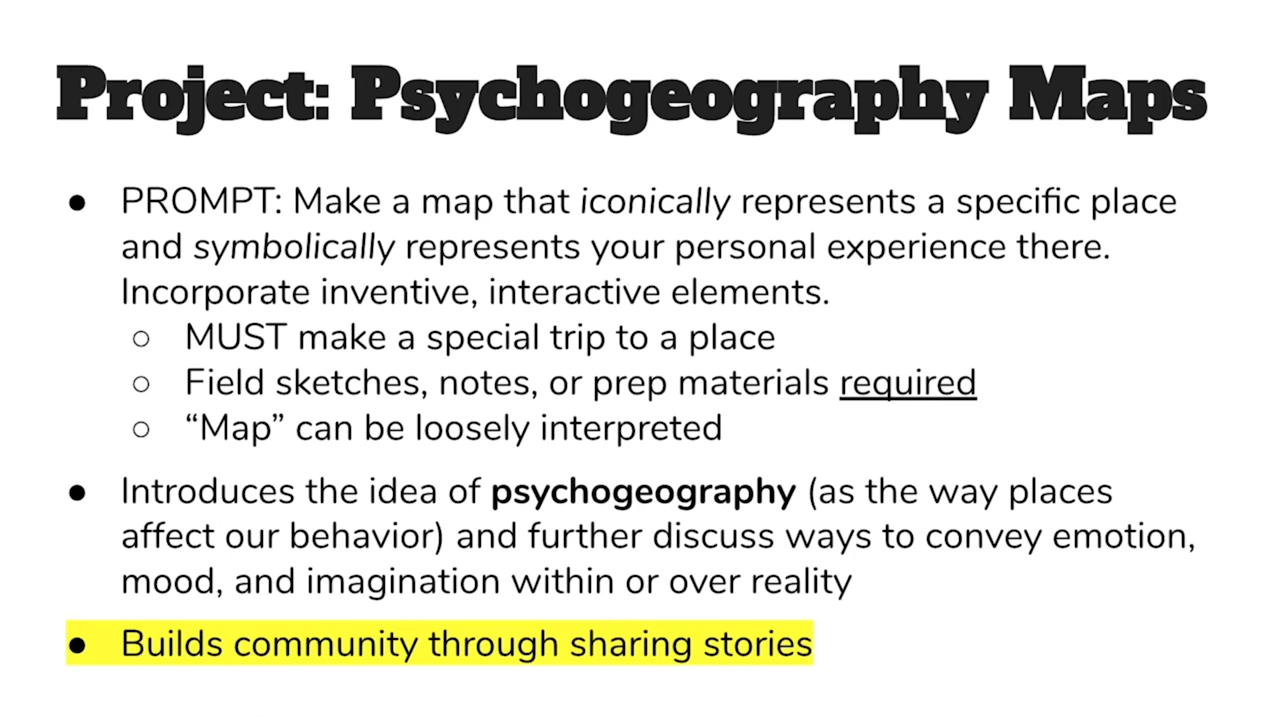 Project: Psychogeography Maps
● PROMPT: Make a map that iconically represents a specific place
and symbolically represents your personal experience there.
Incorporate inventive, interactive elements.
○ MUST make a special trip to a place
○ Field sketches, notes, or prep materials required
○ “Map” can be loosely interpreted
● Introduces the idea of psychogeography (as the way places
affect our behavior) and further discuss ways to convey emotion,
mood, and imagination within or over reality
● Builds community through sharing stories